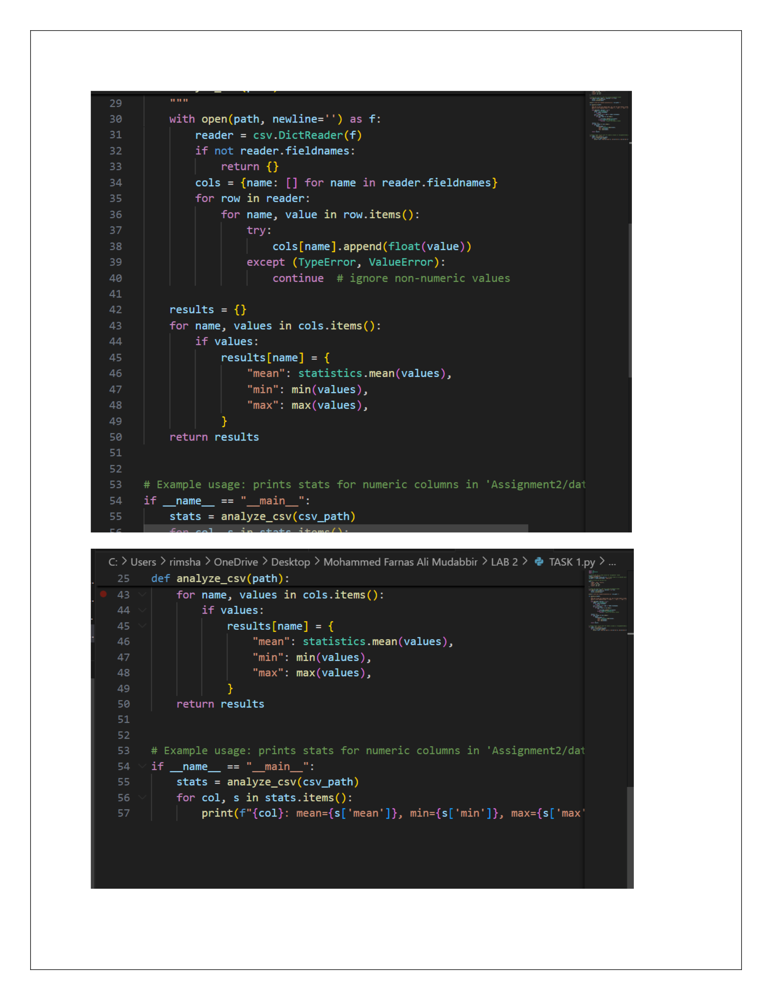 29 """
30 with open(path, newline='') as f:
31 reader = csv.DictReader(f)
32 if not reader.fieldnames:
33 return {}
34 cols = {name: [] for name in reader.fieldnames}
35 for row in reader:
36 for name, value in row.items():
37 try:
38 cols[name].append(float(value))
39 except (TypeError, ValueError):
40 continue # ignore non-numeric values
41
42 results = {}
43 for name, values in cols.items():
44 if values:
45 results[name] = {
46 "mean": statistics.mean(values),
47 "min": min(values),
48 "max": max(values),
49 }
50 return results
51
52
53 # Example usage: prints stats for numeric columns in 'Assignment2/dat
54 if __name__ == "__main__":
55 stats = analyze_csv(csv_path)
56 for col, s in stats.items():
C: > Users > rimsha > OneDrive > Desktop > Mohammed Farnas Ali Mudabbir > LAB 2 > TASK 1.py > ...
25 def analyze_csv(path):
43 for name, values in cols.items():
44 if values:
45 results[name] = {
46 "mean": statistics.mean(values),
47 "min": min(values),
48 "max": max(values),
49 }
50 return results
51
52
53 # Example usage: prints stats for numeric columns in 'Assignment2/dat
54 if __name__ == "__main__":
55 stats = analyze_csv(csv_path)
56 for col, s in stats.items():
57 print(f"{col}: mean={s['mean']}, min={s['min']}, max={s['max'